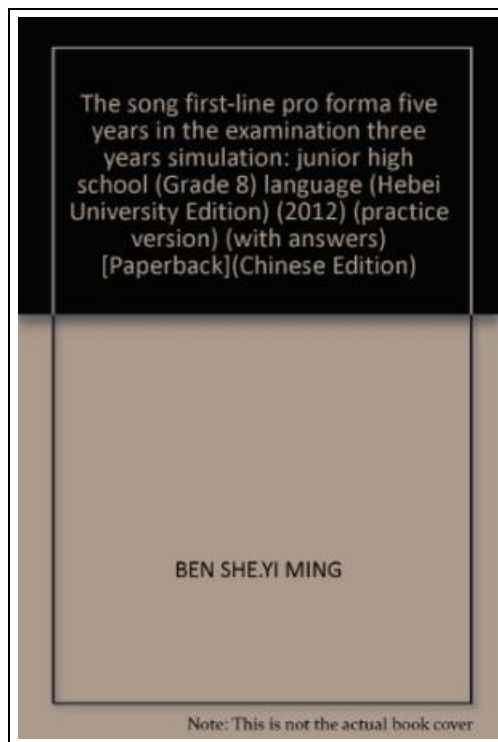 The song first-line pro forma five
years in the examination three
years simulation: junior high
school (Grade 8) language (Hebei
University Edition) (2012) (practice
version) (with answers)
[Paperback](Chinese Edition)
BEN SHE.YI MING
Note: This is not the actual book cover